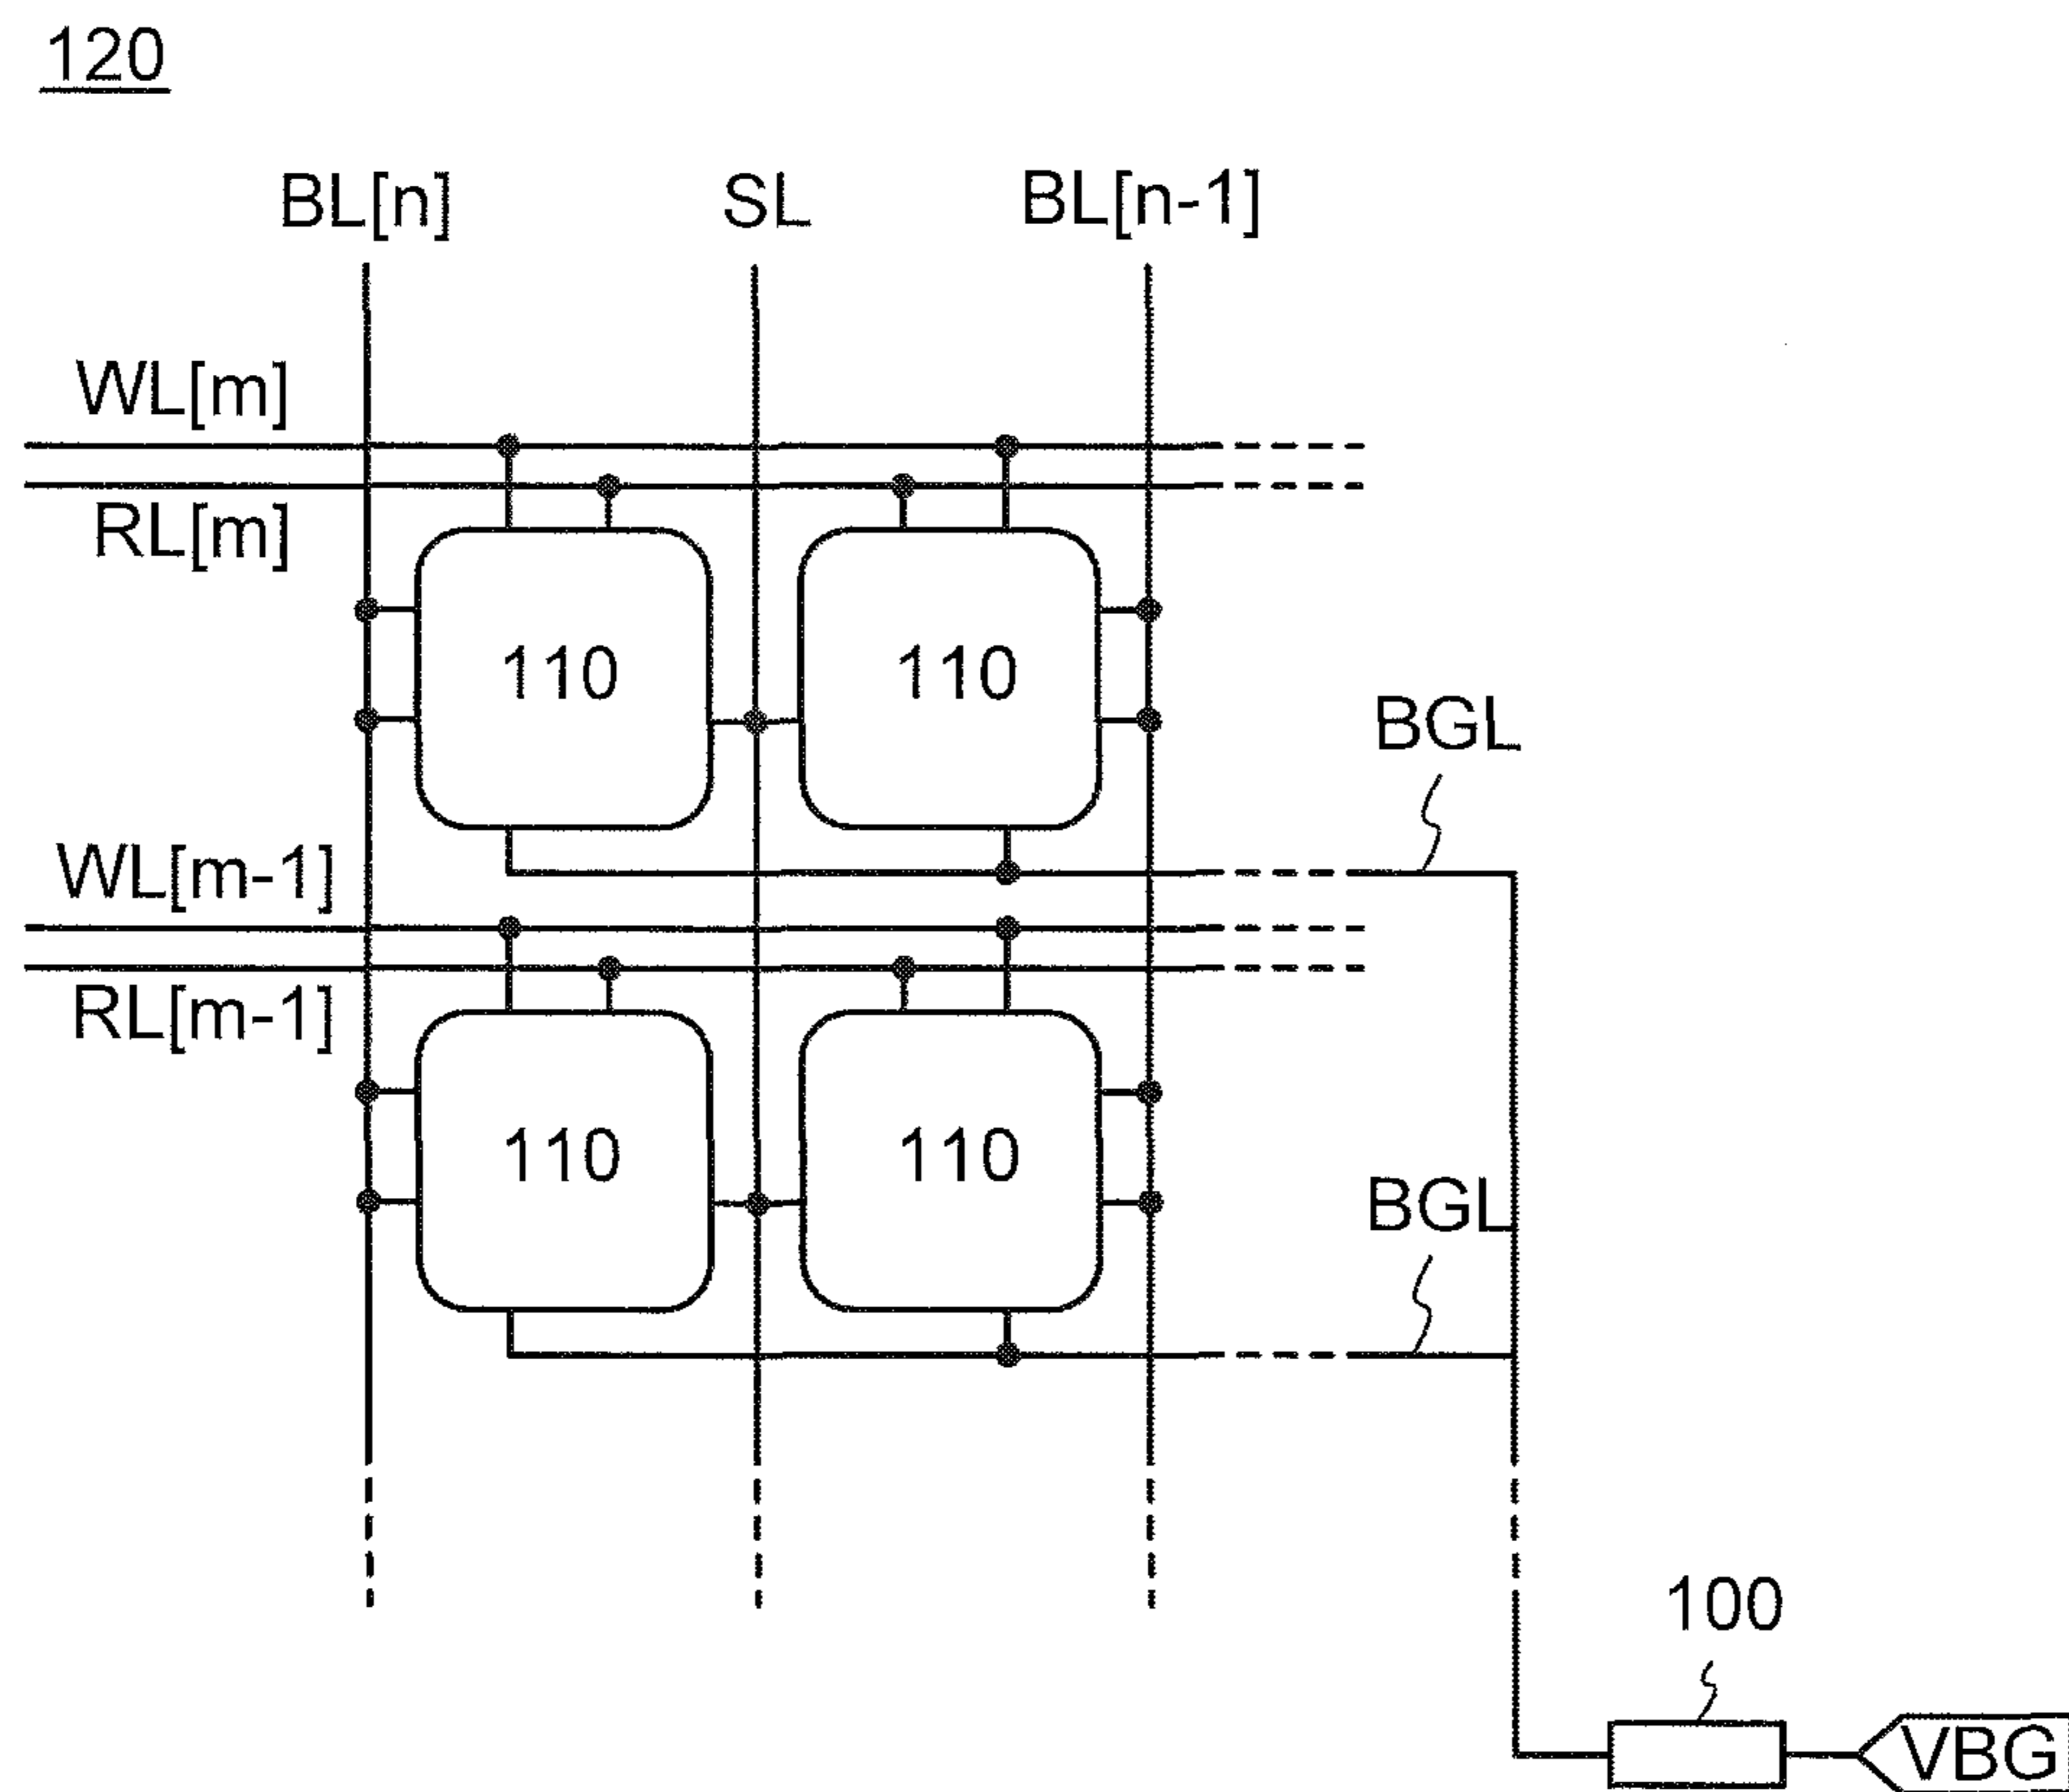 120
BL[n] SL BL[n-1]
WL[m]
RL[m]
110 110
BGL
WL[m-1]
RL[m-1]
110 110
BGL
100
VBG